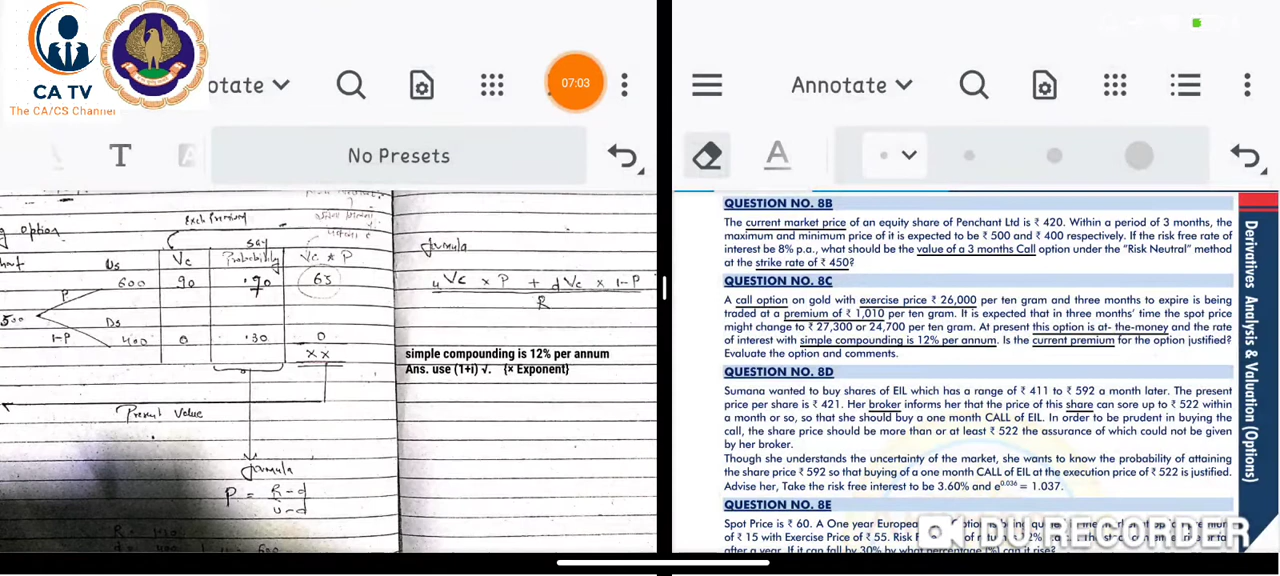 CA TV
The CA/CS Channel
otate
07:03
Annotate
T
A
No Presets
A
option
Exch Premium
Us
Vc
say
Probability
Vc * P
P
600
90
.70
63
500
Ds
1-P
400
0
.30
0
xx
Present Value
formula
P = R-d
u-d
formula
uVc × P + dVc × 1-P
R
simple compounding is 12% per annum
Ans. use (1+i) √. {× Exponent}
QUESTION NO. 8B
The current market price of an equity share of Penchant Ltd is ₹ 420. Within a period of 3 months, the
maximum and minimum price of it is expected to be ₹ 500 and ₹ 400 respectively. If the risk free rate of
interest be 8% p.a., what should be the value of a 3 months Call option under the "Risk Neutral" method
at the strike rate of ₹ 450?
QUESTION NO. 8C
A call option on gold with exercise price ₹ 26,000 per ten gram and three months to expire is being
traded at a premium of ₹ 1,010 per ten gram. It is expected that in three months' time the spot price
might change to ₹ 27,300 or 24,700 per ten gram. At present this option is at- the-money and the rate
of interest with simple compounding is 12% per annum. Is the current premium for the option justified?
Evaluate the option and comments.
QUESTION NO. 8D
Sumana wanted to buy shares of EIL which has a range of ₹ 411 to ₹ 592 a month later. The present
price per share is ₹ 421. Her broker informs her that the price of this share can sore up to ₹ 522 within
a month or so, so that she should buy a one month CALL of EIL. In order to be prudent in buying the
call, the share price should be more than or at least ₹ 522 the assurance of which could not be given
by her broker.
Though she understands the uncertainty of the market, she wants to know the probability of attaining
the share price ₹ 592 so that buying of a one month CALL of EIL at the execution price of ₹ 522 is justified.
Advise her, Take the risk free interest to be 3.60% and e0.036 = 1.037.
QUESTION NO. 8E
Spot Price is ₹ 60. A One year European
of ₹ 15 with Exercise Price of ₹ 55. Risk
after a year. If it can fall by 30% by what percentage (%) can it rise?
DU RECORDER
Derivatives Analysis & Valuation (Options)